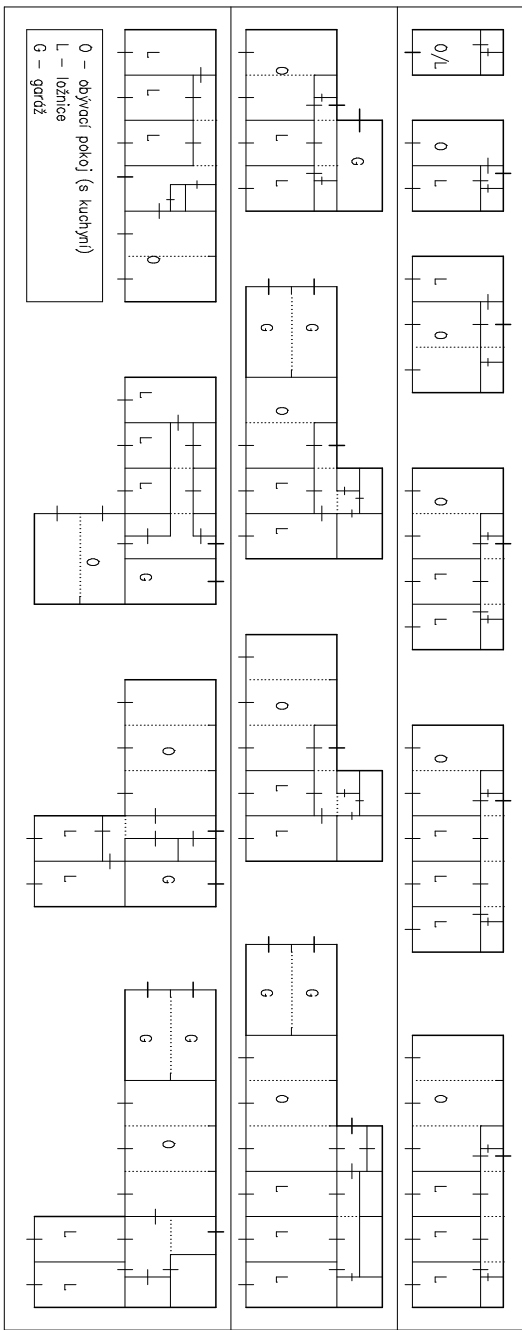 O/L
O L
L O
O L L
O L L L
O L L L
G
O L L
G
G
O L L
O L L
G
G
O L L L
L L L O
L L L G
O
O G
L L
G
G
O
L L
O – obývací pokoj (s kuchyní)
L – ložnice
G – garáž